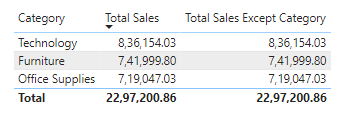 Category Total Sales Total Sales Except Category
Technology 8,36,154.03 8,36,154.03
Furniture 7,41,999.80 7,41,999.80
Office Supplies 7,19,047.03 7,19,047.03
Total 22,97,200.86 22,97,200.86